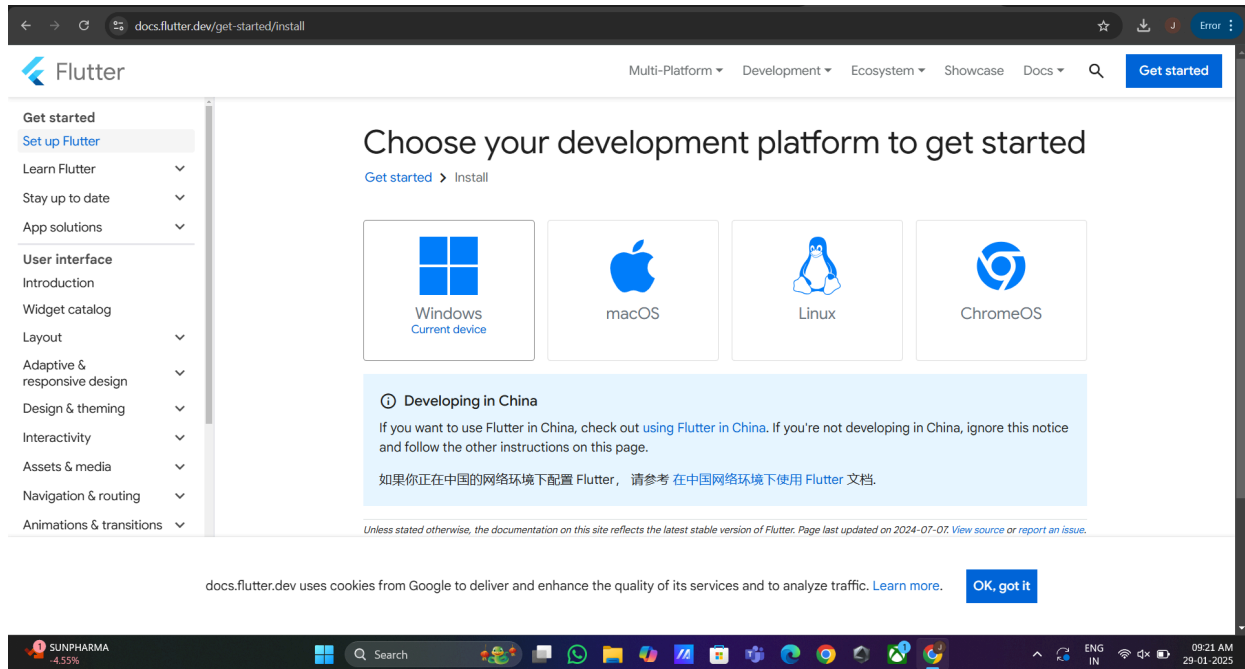 docs.flutter.dev/get-started/install
J
Error
Flutter
Multi-Platform
Development
Ecosystem
Showcase
Docs
Get started
Get started
Set up Flutter
Learn Flutter
Stay up to date
App solutions
User interface
Introduction
Widget catalog
Layout
Adaptive &
responsive design
Design & theming
Interactivity
Assets & media
Navigation & routing
Animations & transitions
Choose your development platform to get started
Get started > Install
Windows
Current device
macOS
Linux
ChromeOS
Developing in China
If you want to use Flutter in China, check out using Flutter in China. If you're not developing in China, ignore this notice
and follow the other instructions on this page.
如果你正在中国的网络环境下配置 Flutter， 请参考 在中国网络环境下使用 Flutter 文档.
Unless stated otherwise, the documentation on this site reflects the latest stable version of Flutter. Page last updated on 2024-07-07. View source or report an issue.
docs.flutter.dev uses cookies from Google to deliver and enhance the quality of its services and to analyze traffic. Learn more.
OK, got it
1
SUNPHARMA
-4.55%
Search
ENG
IN
09:21 AM
29-01-2025